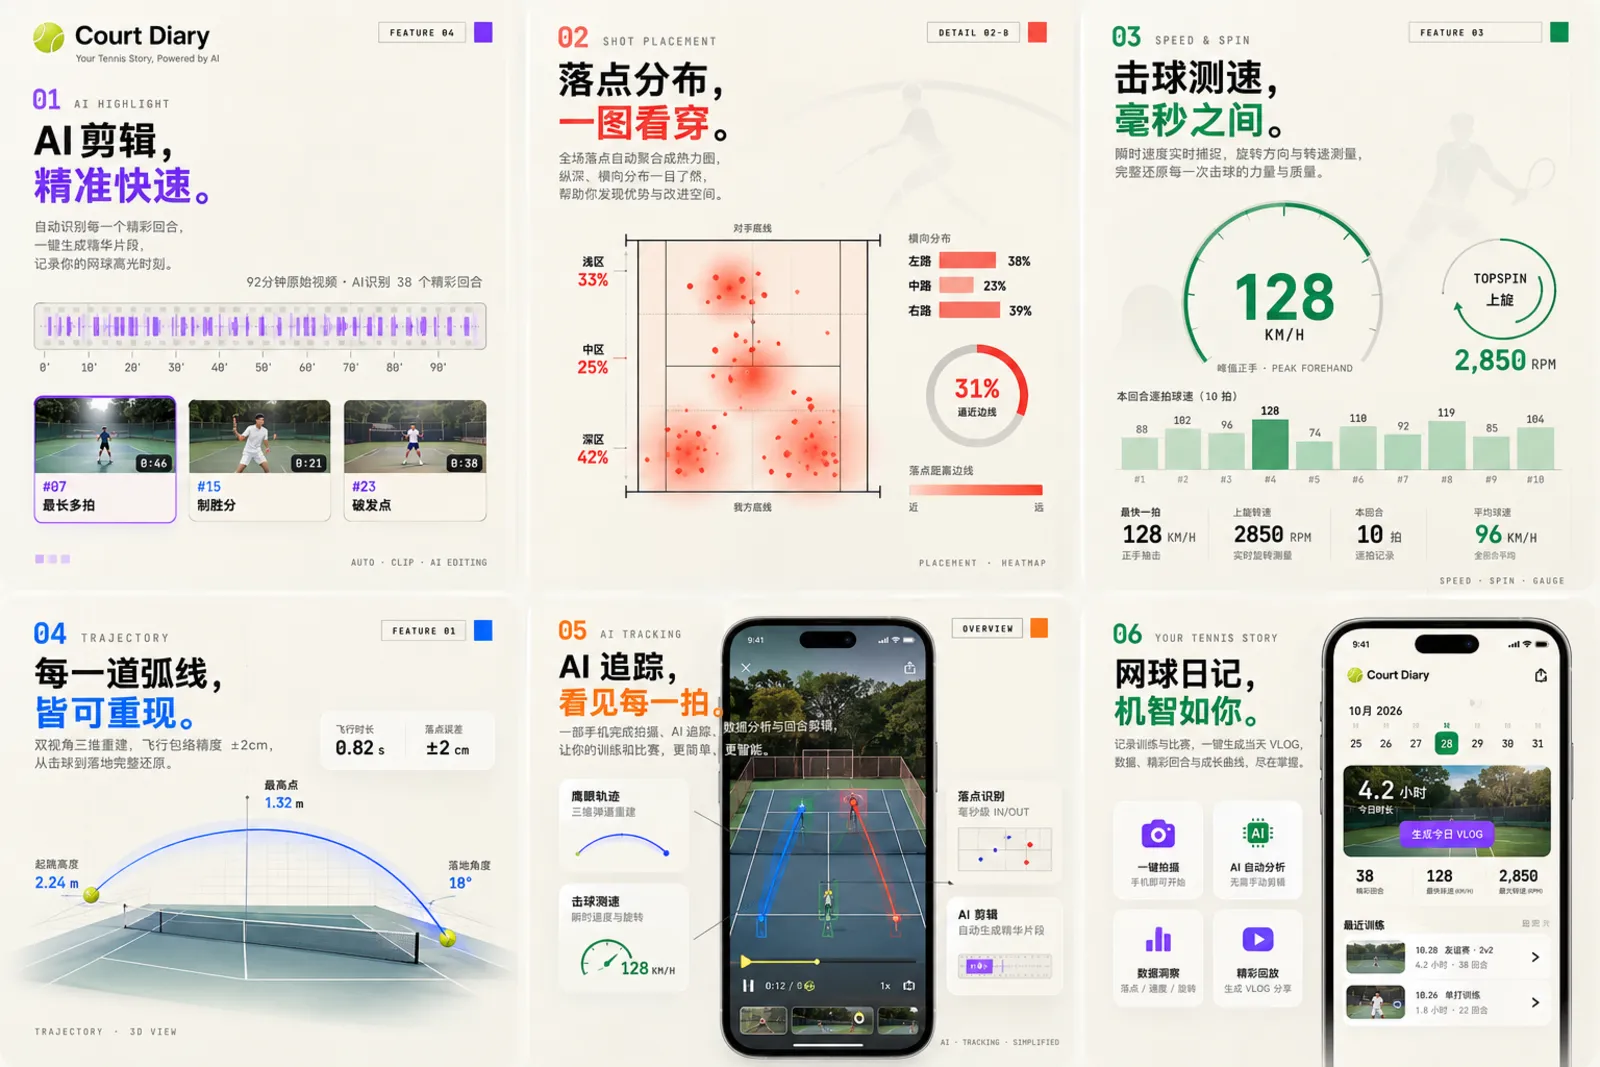 Court Diary
Your Tennis Story, Powered by AI
FEATURE 04
01 AI HIGHLIGHT
AI 剪辑，
精准快速。
自动识别每一个精彩回合，
一键生成精华片段，
记录你的网球高光时刻。
92分钟原始视频 · AI识别 38 个精彩回合
0' 10' 20' 30' 40' 50' 60' 70' 80' 90'
0:46
#07
最长多拍
0:21
#15
制胜分
0:38
#23
破发点
AUTO · CLIP · AI EDITING
02 SHOT PLACEMENT
DETAIL 02-B
落点分布，
一图看穿。
全场落点自动聚合成热力图，
纵深、横向分布一目了然，
帮助你发现优势与改进空间。
对手底线
浅区
33%
中区
25%
深区
42%
我方底线
横向分布
左路 38%
中路 23%
右路 39%
31%
逼近边线
落点距离边线
近 远
PLACEMENT · HEATMAP
03 SPEED & SPIN
FEATURE 03
击球测速，
毫秒之间。
瞬时速度实时捕捉，旋转方向与转速测量，
完整还原每一次击球的力量与质量。
128
KM/H
峰值正手 · PEAK FOREHAND
TOPSPIN
上旋
2,850 RPM
本回合逐拍球速（10 拍）
88 102 96 128 74 110 92 119 85 104
#1 #2 #3 #4 #5 #6 #7 #8 #9 #10
最快一拍
128 KM/H
正手抽击
上旋转速
2850 RPM
实时旋转测量
本回合
10 拍
逐拍记录
平均球速
96 KM/H
全回合平均
SPEED · SPIN · GAUGE
04 TRAJECTORY
FEATURE 01
每一道弧线，
皆可重现。
双视角三维重建，飞行包络精度 ±2cm，
从击球到落地完整还原。
飞行时长
0.82 s
落点误差
±2 cm
最高点
1.32 m
起跳高度
2.24 m
落地角度
18°
TRAJECTORY · 3D VIEW
05 AI TRACKING
OVERVIEW
AI 追踪，
看见每一拍。
一部手机完成拍摄、AI 追踪、数据分析与回合剪辑，
让你的训练和比赛，更简单、更智能。
9:41
鹰眼轨迹
三维弹道重建
击球测速
瞬时速度与旋转
128 KM/H
落点识别
毫秒级 IN/OUT
AI 剪辑
自动生成精华片段
0:12
1x
AI · TRACKING · SIMPLIFIED
06 YOUR TENNIS STORY
网球日记，
机智如你。
记录训练与比赛，一键生成当天 VLOG，
数据、精彩回合与成长曲线，尽在掌握。
一键拍摄
手机即可开始
AI
AI 自动分析
无需手动剪辑
数据洞察
落点 / 速度 / 旋转
精彩回放
生成 VLOG 分享
9:41
Court Diary
10月 2026
25 26 27 28 29 30 31
4.2 小时
今日时长
生成今日 VLOG
38
精彩回合
128
最快球速 (KM/H)
2,850
最大转速 (RPM)
最近训练
10.28 友谊赛 · 2v2
4.2 小时 · 38 回合
10.26 单打训练
1.8 小时 · 22 回合